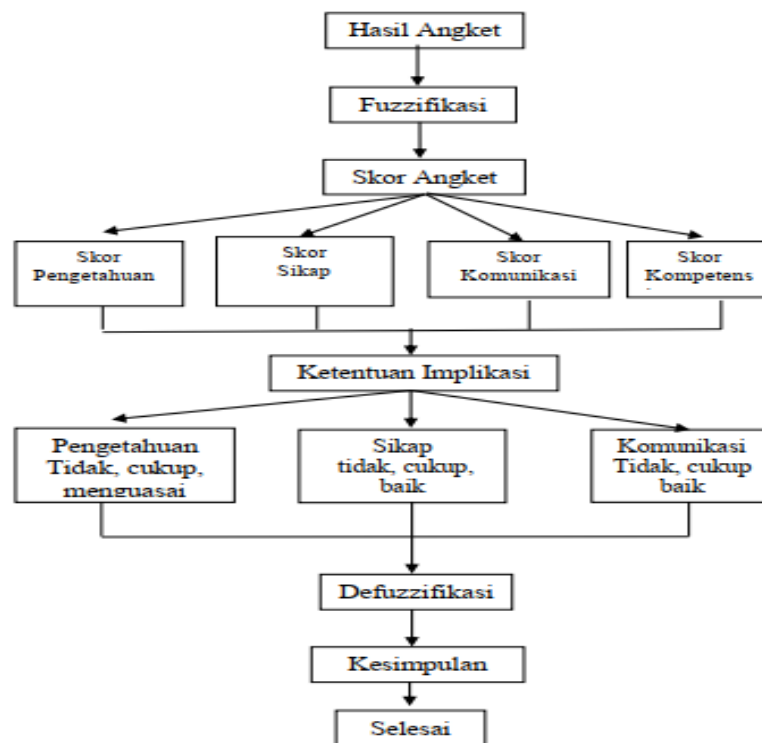 Hasil Angket
Fuzzifikasi
Skor Angket
Skor
Pengetahuan
Skor
Sikap
Skor
Komunikasi
Skor
Kompetens
Ketentuan Implikasi
Pengetahuan
Tidak, cukup,
menguasai
Sikap
tidak, cukup,
baik
Komunikasi
Tidak, cukup
baik
Defuzzifikasi
Kesimpulan
Selesai